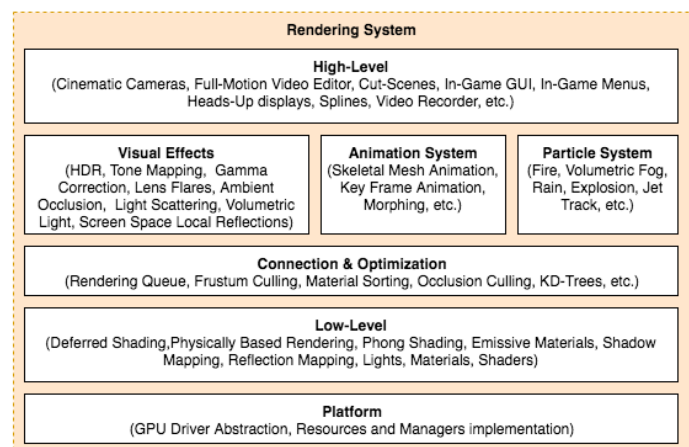 Rendering System
High-Level
(Cinematic Cameras, Full-Motion Video Editor, Cut-Scenes, In-Game GUI, In-Game Menus,
Heads-Up displays, Splines, Video Recorder, etc.)
Visual Effects
(HDR, Tone Mapping, Gamma
Correction, Lens Flares, Ambient
Occlusion, Light Scattering, Volumetric
Light, Screen Space Local Reflections)
Animation System
(Skeletal Mesh Animation,
Key Frame Animation,
Morphing, etc.)
Particle System
(Fire, Volumetric Fog,
Rain, Explosion, Jet
Track, etc.)
Connection & Optimization
(Rendering Queue, Frustum Culling, Material Sorting, Occlusion Culling, KD-Trees, etc.)
Low-Level
(Deferred Shading,Physically Based Rendering, Phong Shading, Emissive Materials, Shadow
Mapping, Reflection Mapping, Lights, Materials, Shaders)
Platform
(GPU Driver Abstraction, Resources and Managers implementation)